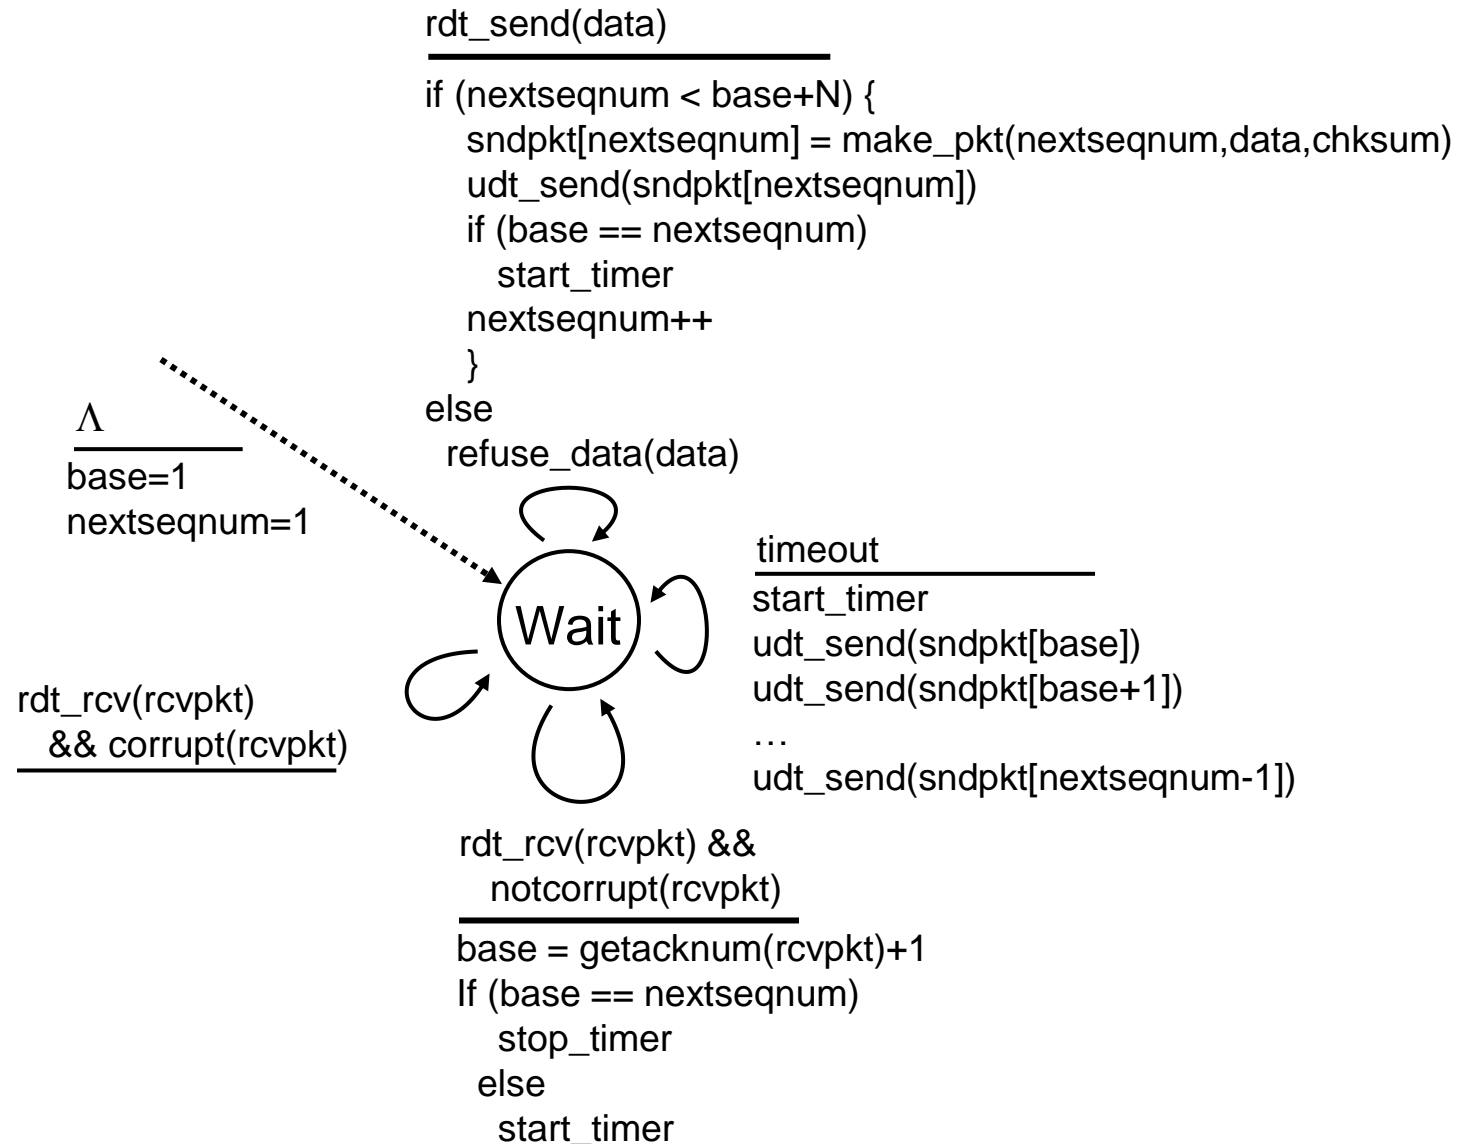 rdt_send(data)
if (nextseqnum < base+N) {
sndpkt[nextseqnum] = make_pkt(nextseqnum,data,chksum)
udt_send(sndpkt[nextseqnum])
if (base == nextseqnum)
start_timer
nextseqnum++
}
else
refuse_data(data)
Λ
base=1
nextseqnum=1
Wait
timeout
start_timer
udt_send(sndpkt[base])
udt_send(sndpkt[base+1])
…
udt_send(sndpkt[nextseqnum-1])
rdt_rcv(rcvpkt)
&& corrupt(rcvpkt)
rdt_rcv(rcvpkt) &&
notcorrupt(rcvpkt)
base = getacknum(rcvpkt)+1
If (base == nextseqnum)
stop_timer
else
start_timer